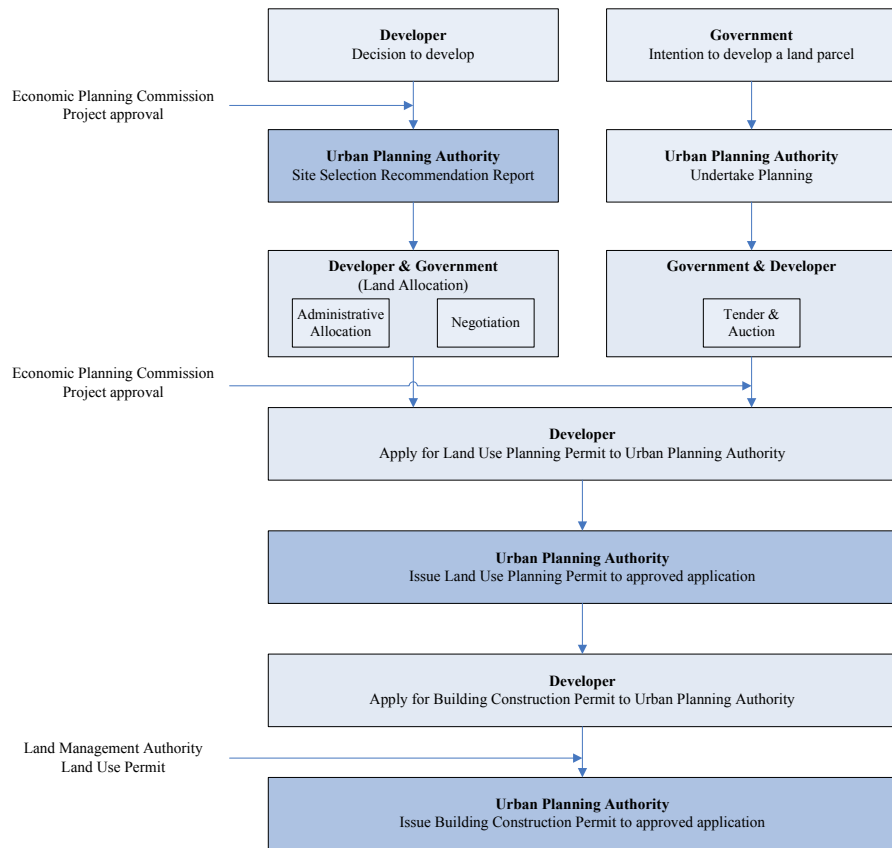 Developer
Decision to develop
Government
Intention to develop a land parcel
Economic Planning Commission
Project approval
Urban Planning Authority
Site Selection Recommendation Report
Urban Planning Authority
Undertake Planning
Developer & Government
(Land Allocation)
Administrative
Allocation
Negotiation
Government & Developer
Tender &
Auction
Economic Planning Commission
Project approval
Developer
Apply for Land Use Planning Permit to Urban Planning Authority
Urban Planning Authority
Issue Land Use Planning Permit to approved application
Developer
Apply for Building Construction Permit to Urban Planning Authority
Land Management Authority
Land Use Permit
Urban Planning Authority
Issue Building Construction Permit to approved application